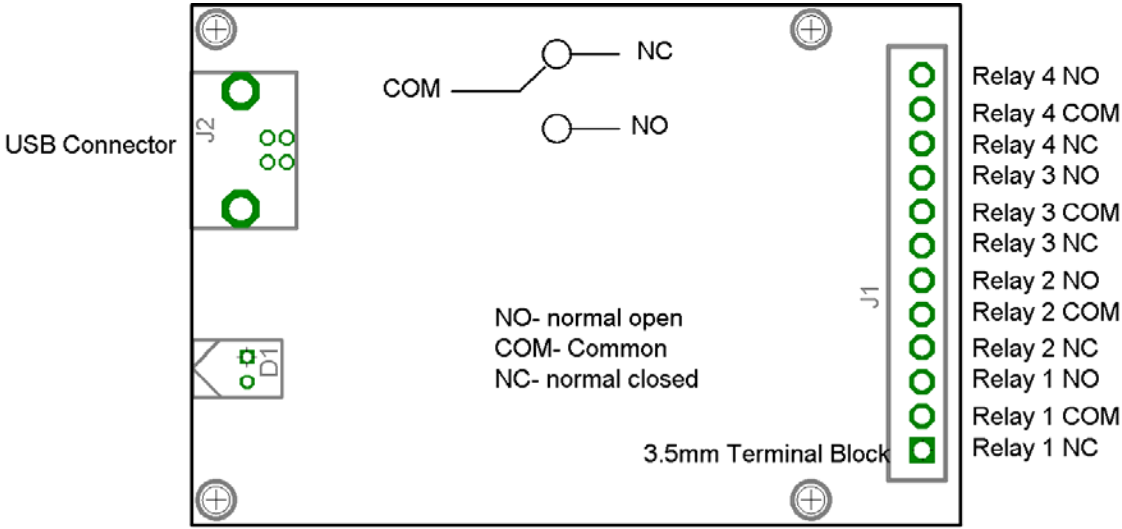 NC
COM
NO
USB Connector
J2
D1
NO- normal open
COM- Common
NC- normal closed
3.5mm Terminal Block
J1
Relay 4 NO
Relay 4 COM
Relay 4 NC
Relay 3 NO
Relay 3 COM
Relay 3 NC
Relay 2 NO
Relay 2 COM
Relay 2 NC
Relay 1 NO
Relay 1 COM
Relay 1 NC